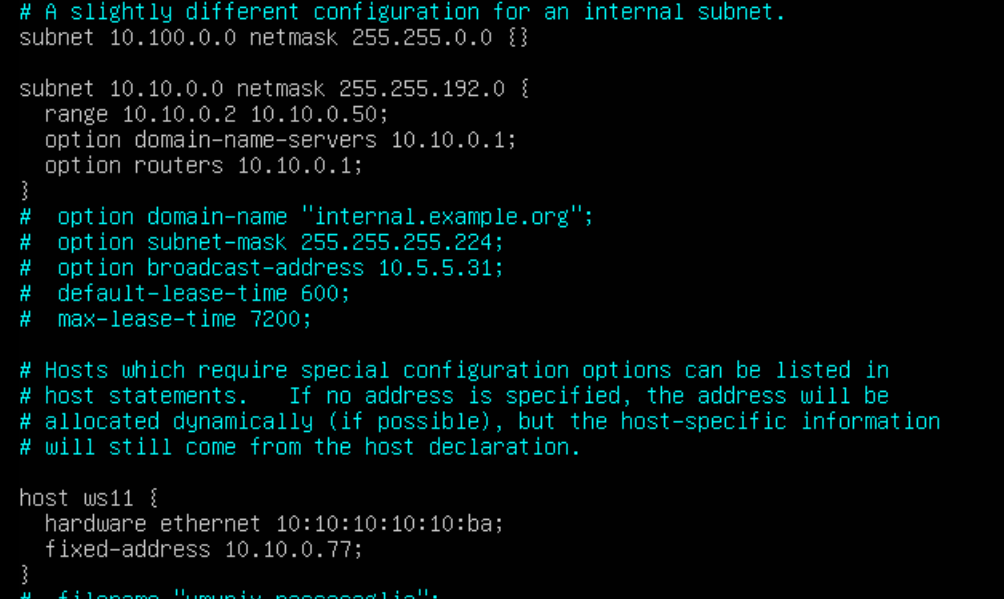 # A slightly different configuration for an internal subnet.
subnet 10.100.0.0 netmask 255.255.0.0 {}

subnet 10.10.0.0 netmask 255.255.192.0 {
  range 10.10.0.2 10.10.0.50;
  option domain-name-servers 10.10.0.1;
  option routers 10.10.0.1;
}
#  option domain-name "internal.example.org";
#  option subnet-mask 255.255.255.224;
#  option broadcast-address 10.5.5.31;
#  default-lease-time 600;
#  max-lease-time 7200;

# Hosts which require special configuration options can be listed in
# host statements.   If no address is specified, the address will be
# allocated dynamically (if possible), but the host-specific information
# will still come from the host declaration.

host ws11 {
  hardware ethernet 10:10:10:10:10:ba;
  fixed-address 10.10.0.77;
}
#  filename "vmunix.passacaglia";